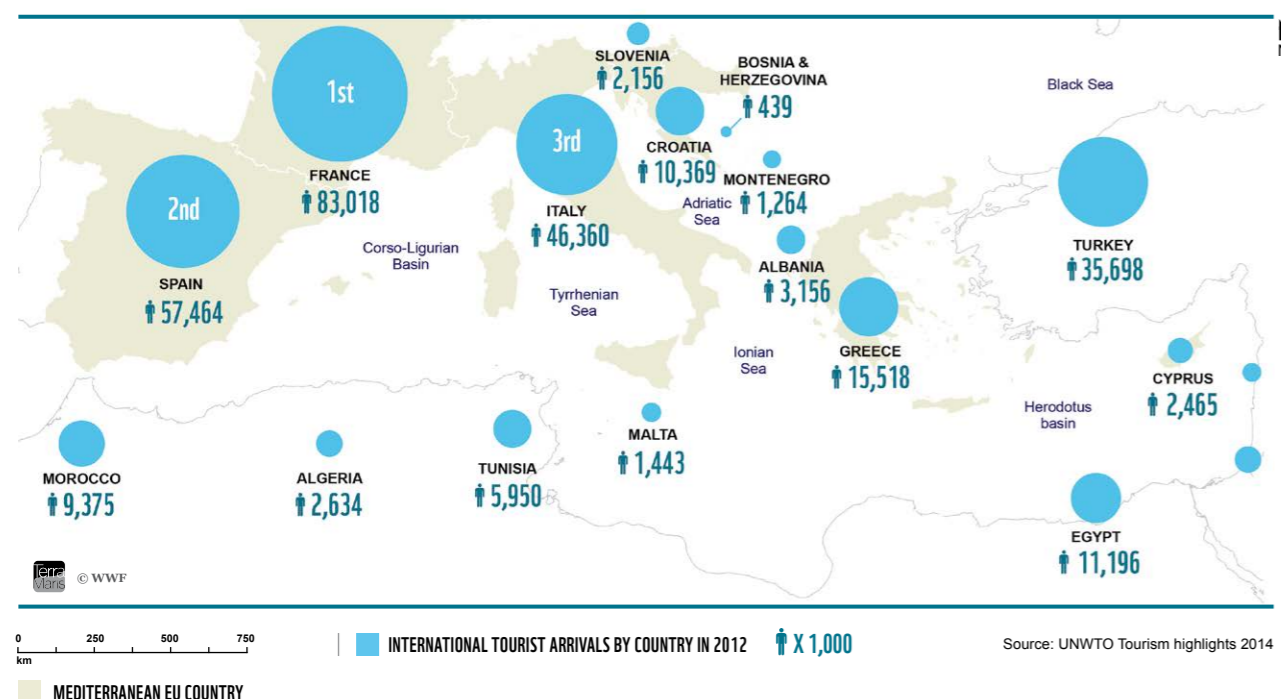 1st
FRANCE
83,018
2nd
SPAIN
57,464
3rd
ITALY
46,360
SLOVENIA
2,156
BOSNIA &
HERZEGOVINA
439
CROATIA
10,369
MONTENEGRO
1,264
ALBANIA
3,156
GREECE
15,518
TURKEY
35,698
CYPRUS
2,465
MOROCCO
9,375
ALGERIA
2,634
TUNISIA
5,950
MALTA
1,443
EGYPT
11,196
Black Sea
Adriatic
Sea
Corso-Ligurian
Basin
Tyrrhenian
Sea
Ionian
Sea
Herodotus
basin
Terra
Maris
© WWF
0 250 500 750
km
INTERNATIONAL TOURIST ARRIVALS BY COUNTRY IN 2012
X 1,000
Source: UNWTO Tourism highlights 2014
MEDITERRANEAN EU COUNTRY